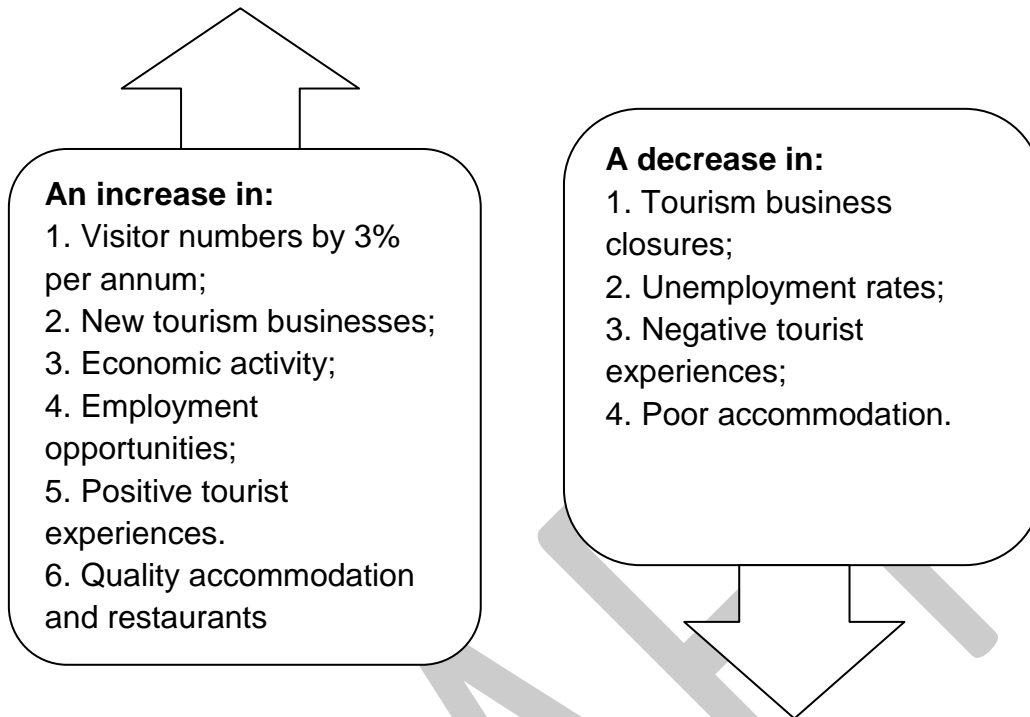 An increase in:
1. Visitor numbers by 3%
per annum;
2. New tourism businesses;
3. Economic activity;
4. Employment
opportunities;
5. Positive tourist
experiences.
6. Quality accommodation
and restaurants
A decrease in:
1. Tourism business
closures;
2. Unemployment rates;
3. Negative tourist
experiences;
4. Poor accommodation.